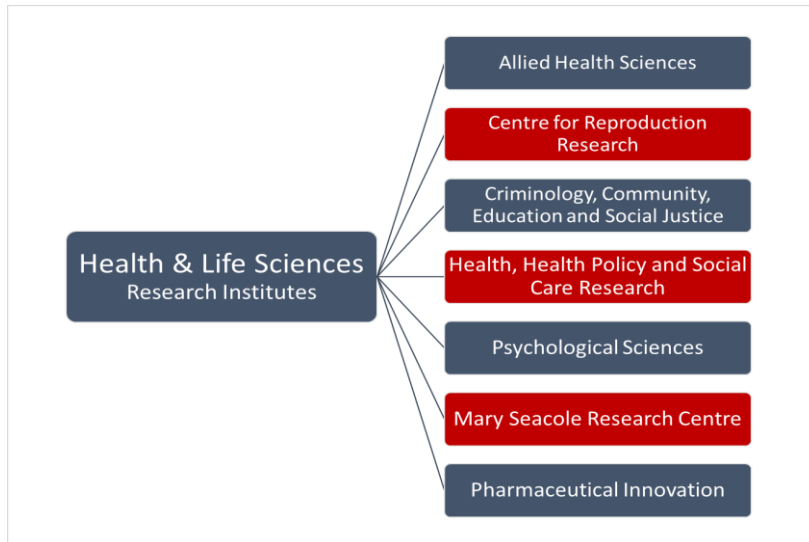 Health & Life Sciences
Research Institutes
Allied Health Sciences
Centre for Reproduction
Research
Criminology, Community,
Education and Social Justice
Health, Health Policy and Social
Care Research
Psychological Sciences
Mary Seacole Research Centre
Pharmaceutical Innovation